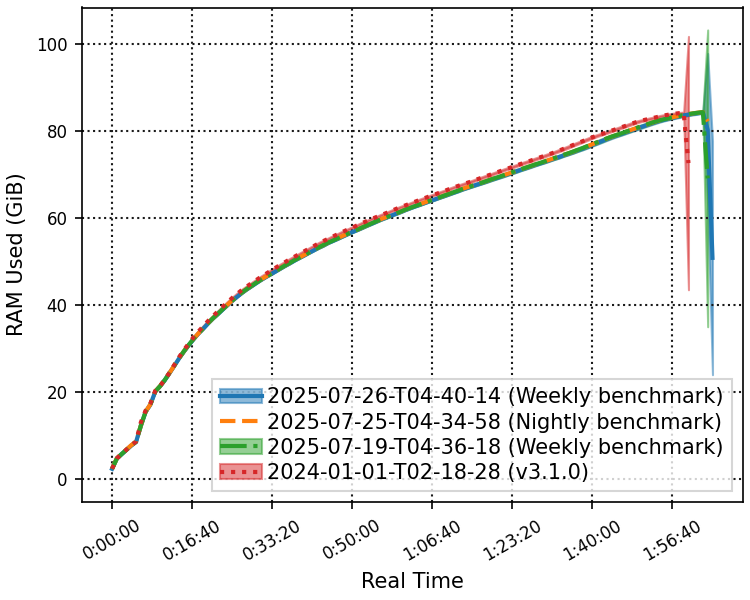 100
80
60
40
20
0
RAM Used (GiB)
2025-07-26-T04-40-14 (Weekly benchmark)
2025-07-25-T04-34-58 (Nightly benchmark)
2025-07-19-T04-36-18 (Weekly benchmark)
2024-01-01-T02-18-28 (v3.1.0)
0:00:00
0:16:40
0:33:20
0:50:00
1:06:40
1:23:20
1:40:00
1:56:40
Real Time